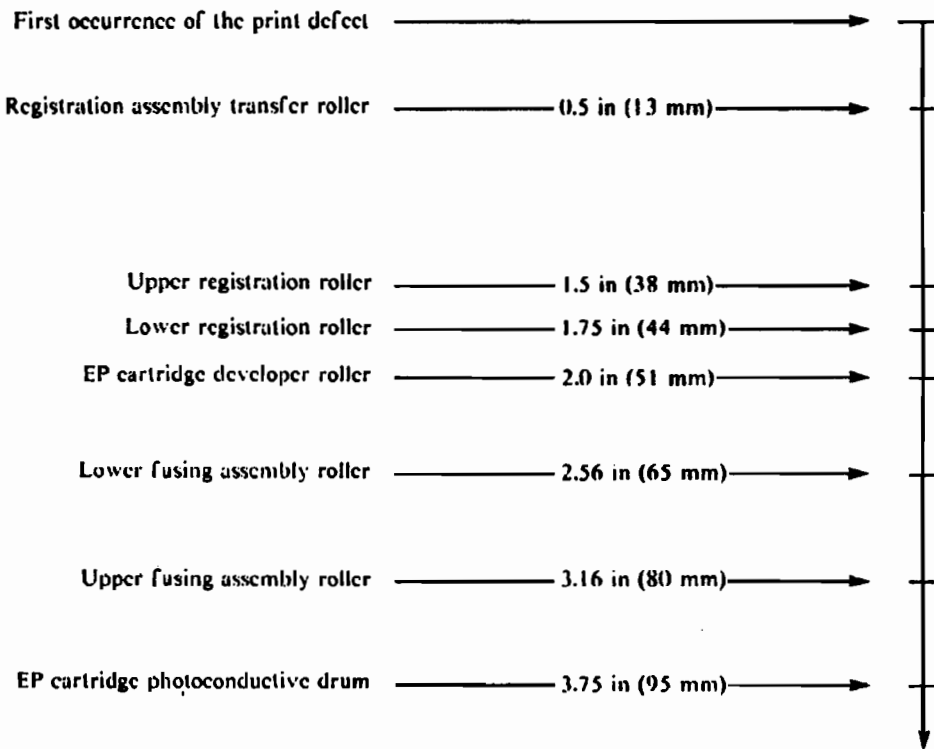 First occurrence of the print defect
Registration assembly transfer roller 0.5 in (13 mm)
Upper registration roller 1.5 in (38 mm)
Lower registration roller 1.75 in (44 mm)
EP cartridge developer roller 2.0 in (51 mm)
Lower fusing assembly roller 2.56 in (65 mm)
Upper fusing assembly roller 3.16 in (80 mm)
EP cartridge photoconductive drum 3.75 in (95 mm)